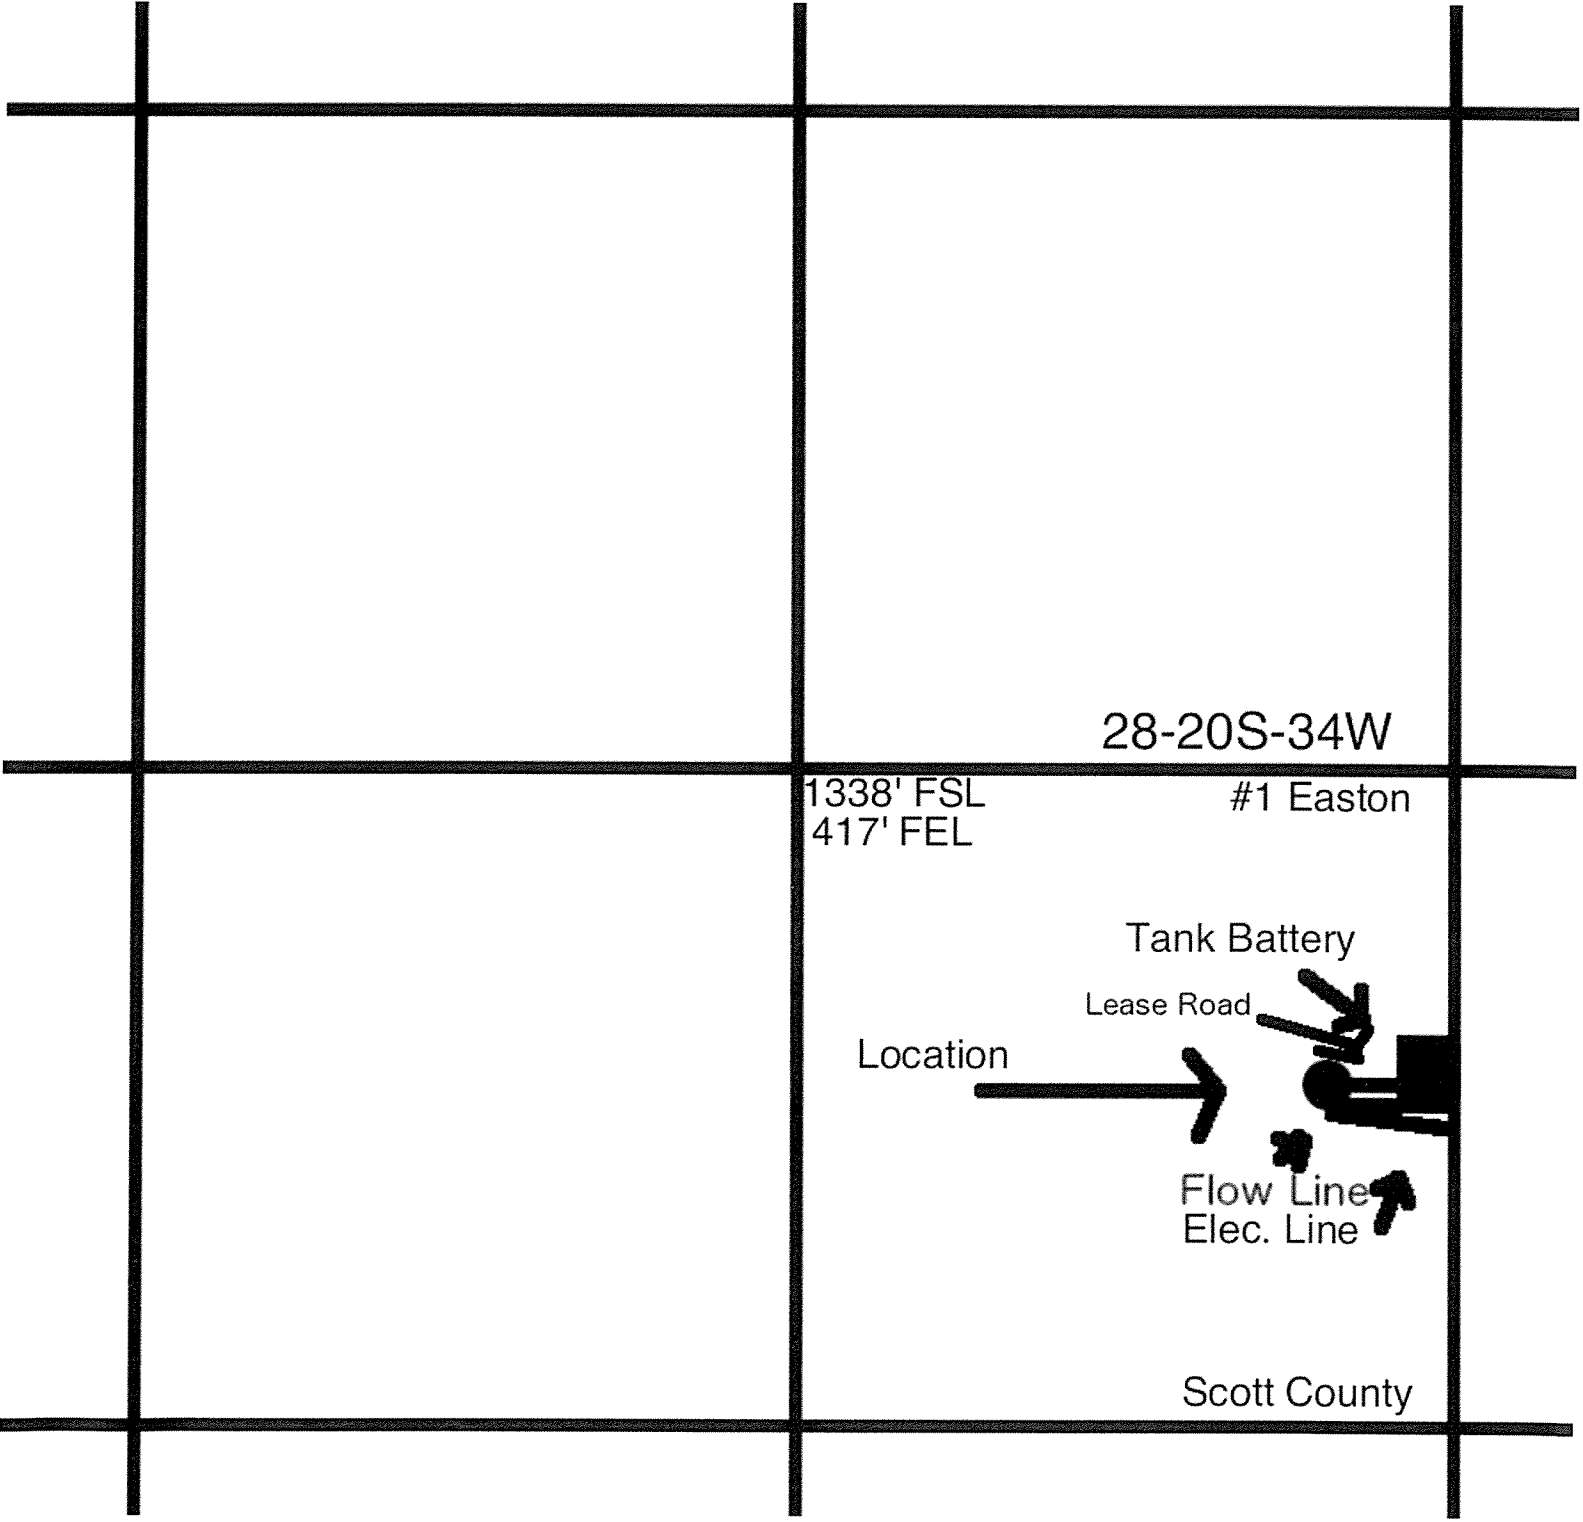 28-20S-34W
1338' FSL
417' FEL
#1 Easton
Tank Battery
Lease Road
Location
Flow Line
Elec. Line
Scott County